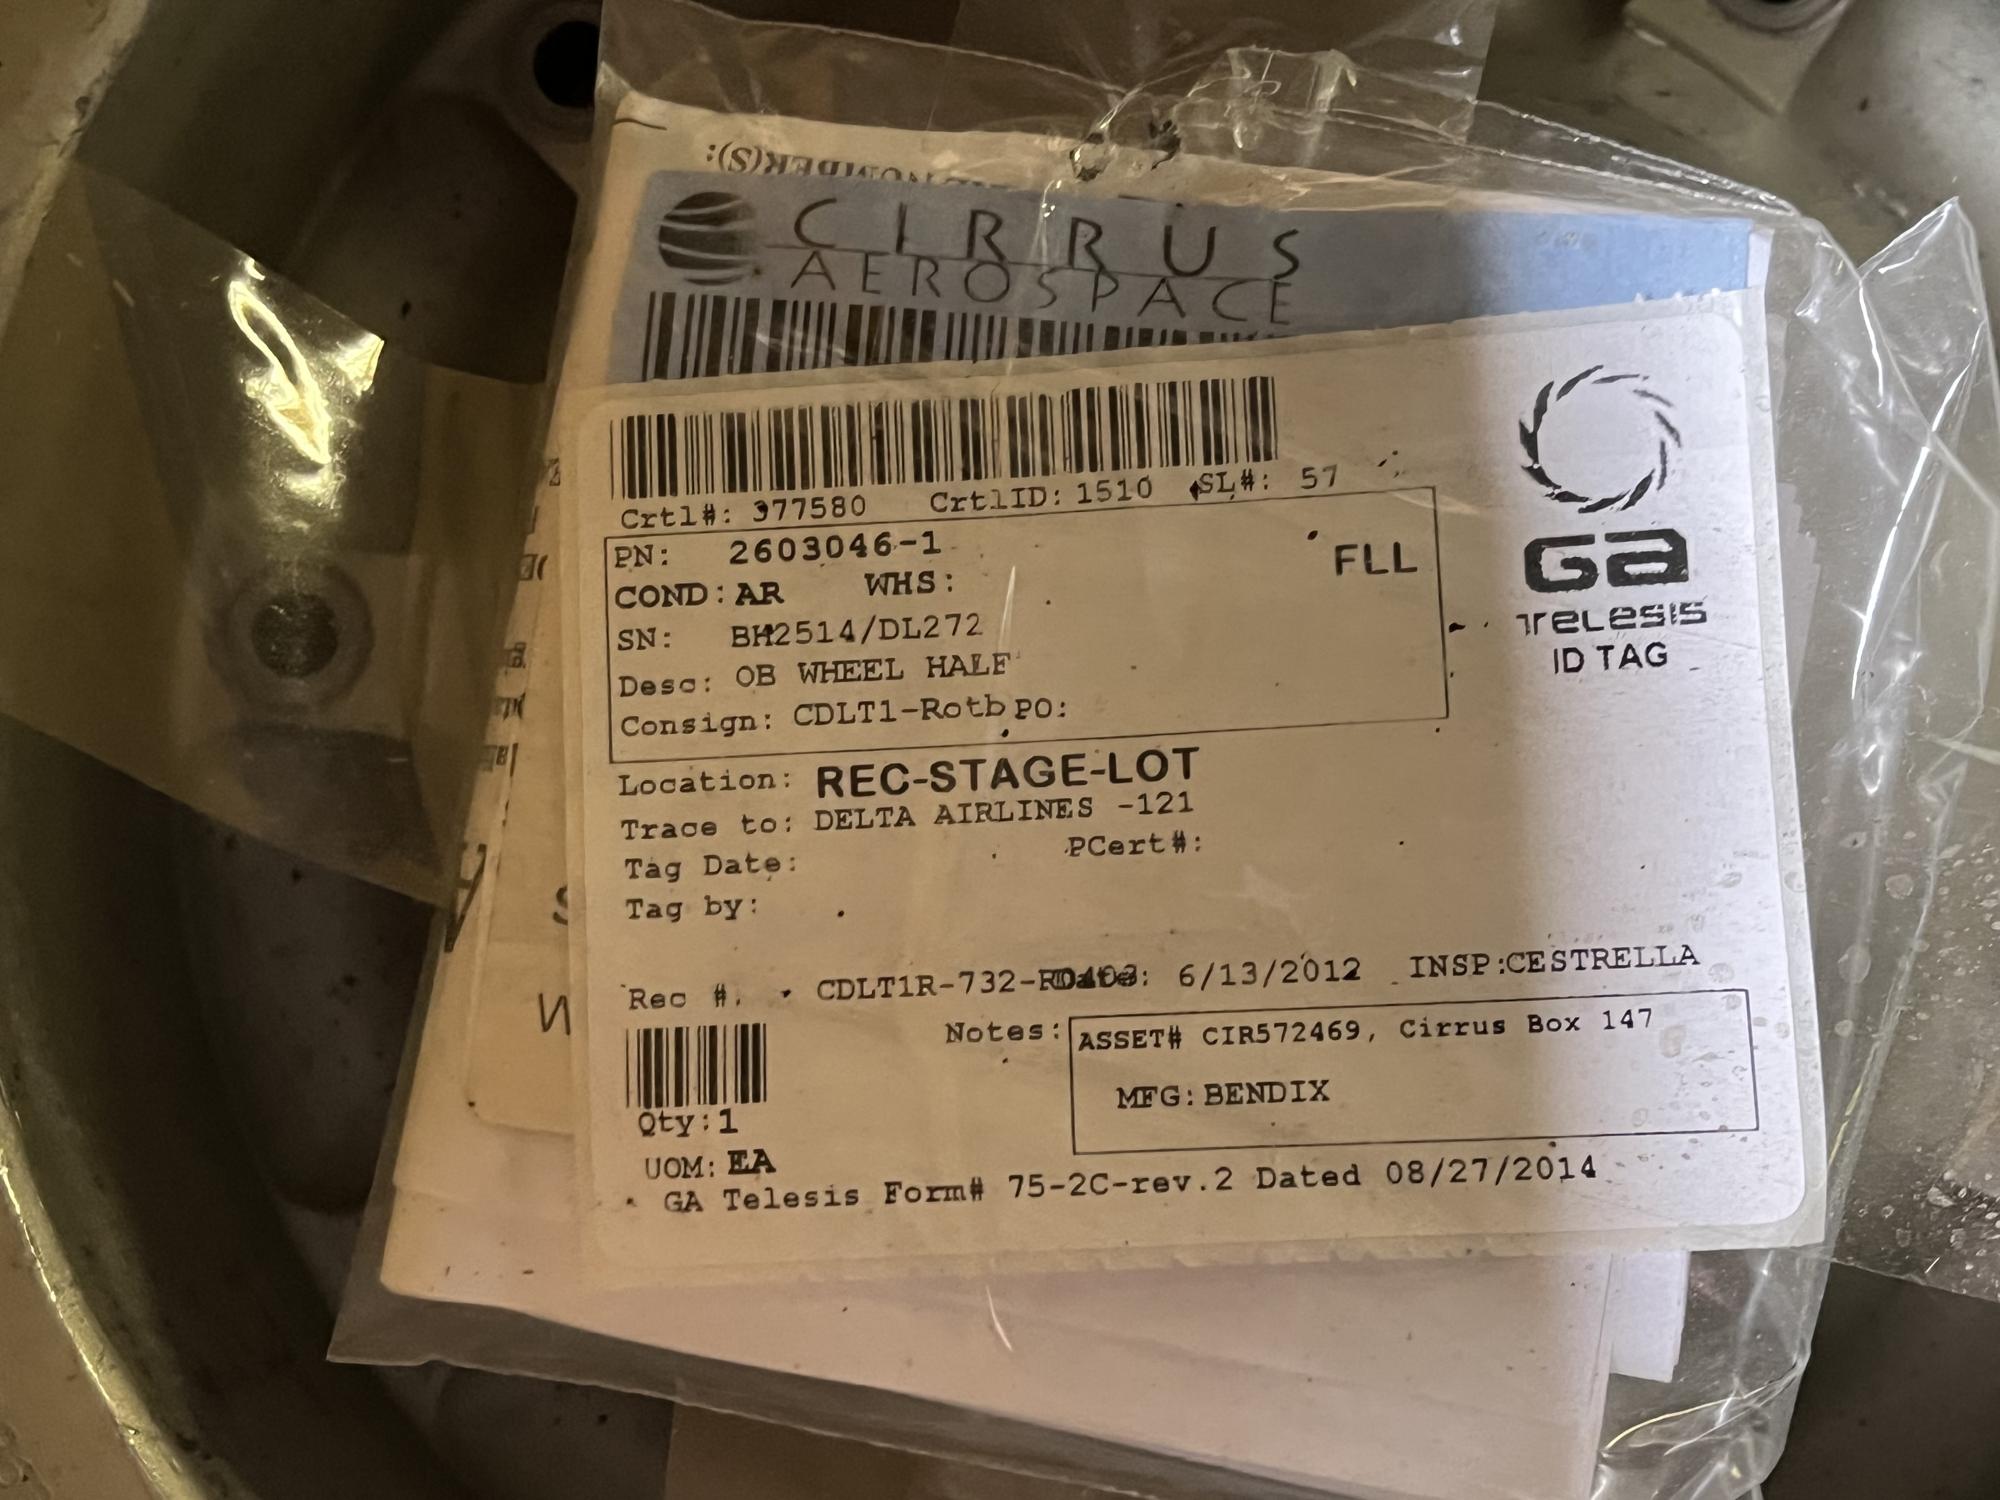 NUMBER(S):
CIRRUS
AEROSPACE
Crtl#: 377580 CrtlID: 1510 SL#: 57
PN: 2603046-1
FLL
COND: AR WHS:
SN: BH2514/DL272
Desc: OB WHEEL HALF
Consign: CDLT1-Rotb PO:
GA
TELESIS
ID TAG
Location: REC-STAGE-LOT
Trace to: DELTA AIRLINES -121
Tag Date: PCert#:
Tag by:
Rec #. CDLT1R-732-R0403 Date: 6/13/2012 INSP:CESTRELLA
Notes: ASSET# CIR572469, Cirrus Box 147
MFG: BENDIX
Qty: 1
UOM: EA
GA Telesis Form# 75-2C-rev.2 Dated 08/27/2014